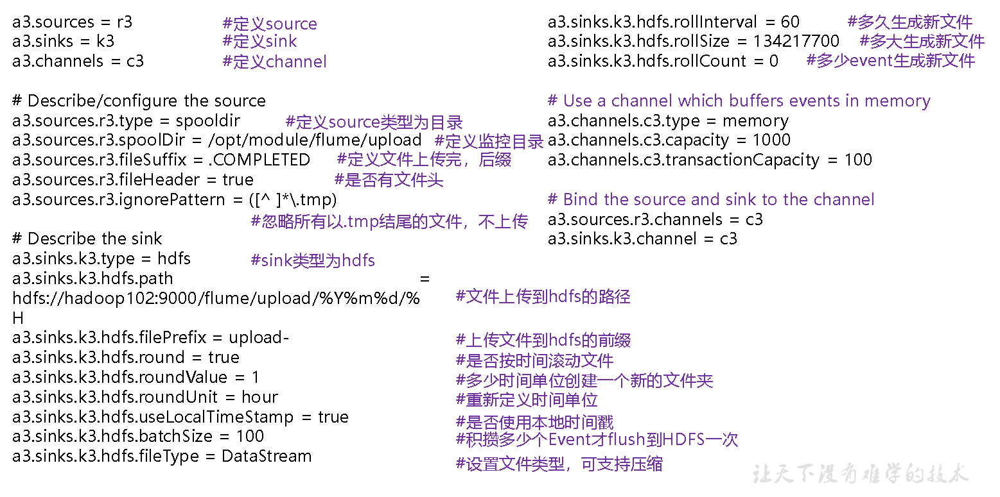 a3.sources = r3 #定义source
a3.sinks = k3 #定义sink
a3.channels = c3 #定义channel
# Describe/configure the source
a3.sources.r3.type = spooldir #定义source类型为目录
a3.sources.r3.spoolDir = /opt/module/flume/upload #定义监控目录
a3.sources.r3.fileSuffix = .COMPLETED #定义文件上传完，后缀
a3.sources.r3.fileHeader = true #是否有文件头
a3.sources.r3.ignorePattern = ([^ ]*\.tmp)
#忽略所有以.tmp结尾的文件，不上传
# Describe the sink
a3.sinks.k3.type = hdfs #sink类型为hdfs
a3.sinks.k3.hdfs.path =
hdfs://hadoop102:9000/flume/upload/%Y%m%d/% #文件上传到hdfs的路径
H
a3.sinks.k3.hdfs.filePrefix = upload- #上传文件到hdfs的前缀
a3.sinks.k3.hdfs.round = true #是否按时间滚动文件
a3.sinks.k3.hdfs.roundValue = 1 #多少时间单位创建一个新的文件夹
a3.sinks.k3.hdfs.roundUnit = hour #重新定义时间单位
a3.sinks.k3.hdfs.useLocalTimeStamp = true #是否使用本地时间戳
a3.sinks.k3.hdfs.batchSize = 100 #积攒多少个Event才flush到HDFS一次
a3.sinks.k3.hdfs.fileType = DataStream #设置文件类型，可支持压缩
a3.sinks.k3.hdfs.rollInterval = 60 #多久生成新文件
a3.sinks.k3.hdfs.rollSize = 134217700 #多大生成新文件
a3.sinks.k3.hdfs.rollCount = 0 #多少event生成新文件
# Use a channel which buffers events in memory
a3.channels.c3.type = memory
a3.channels.c3.capacity = 1000
a3.channels.c3.transactionCapacity = 100
# Bind the source and sink to the channel
a3.sources.r3.channels = c3
a3.sinks.k3.channel = c3
让天下没有难学的技术